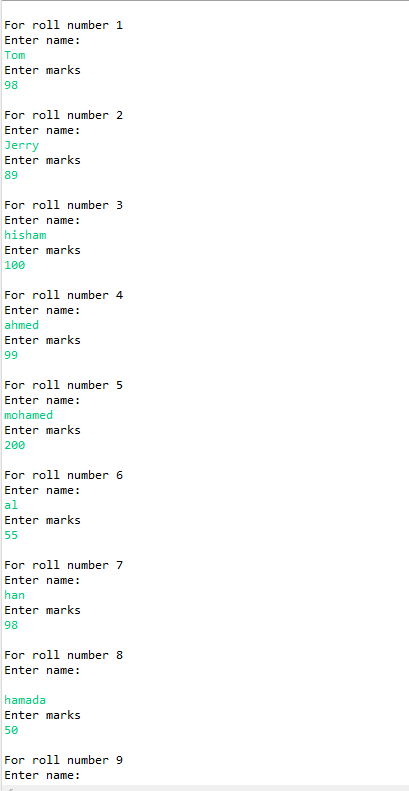 For roll number 1
Enter name:
Tom
Enter marks
98
For roll number 2
Enter name:
Jerry
Enter marks
89
For roll number 3
Enter name:
hisham
Enter marks
100
For roll number 4
Enter name:
ahmed
Enter marks
99
For roll number 5
Enter name:
mohamed
Enter marks
200
For roll number 6
Enter name:
al
Enter marks
55
For roll number 7
Enter name:
han
Enter marks
98
For roll number 8
Enter name:
hamada
Enter marks
50
For roll number 9
Enter name: